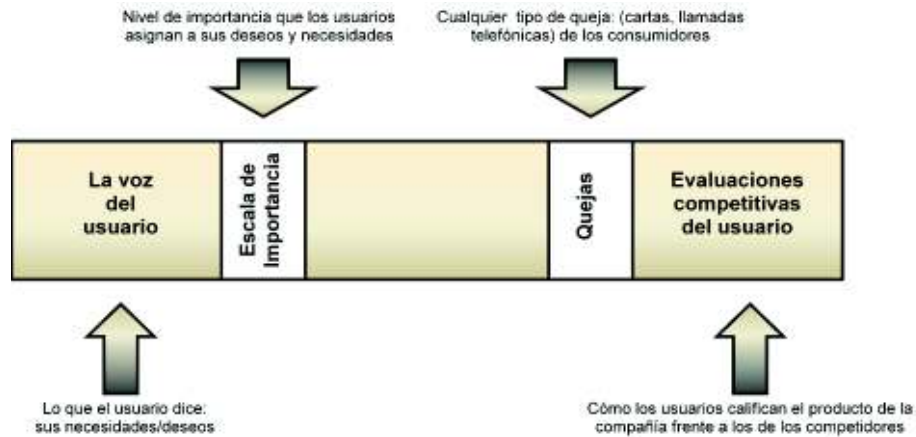 Nivel de importancia que los usuarios
asignan a sus deseos y necesidades
Cualquier tipo de queja: (cartas, llamadas
telefónicas) de los consumidores
La voz
del
usuario
Escala de
Importancia
Quejas
Evaluaciones
competitivas
del usuario
Lo que el usuario dice:
sus necesidades/deseos
Cómo los usuarios califican el producto de la
compañía frente a los de los competidores